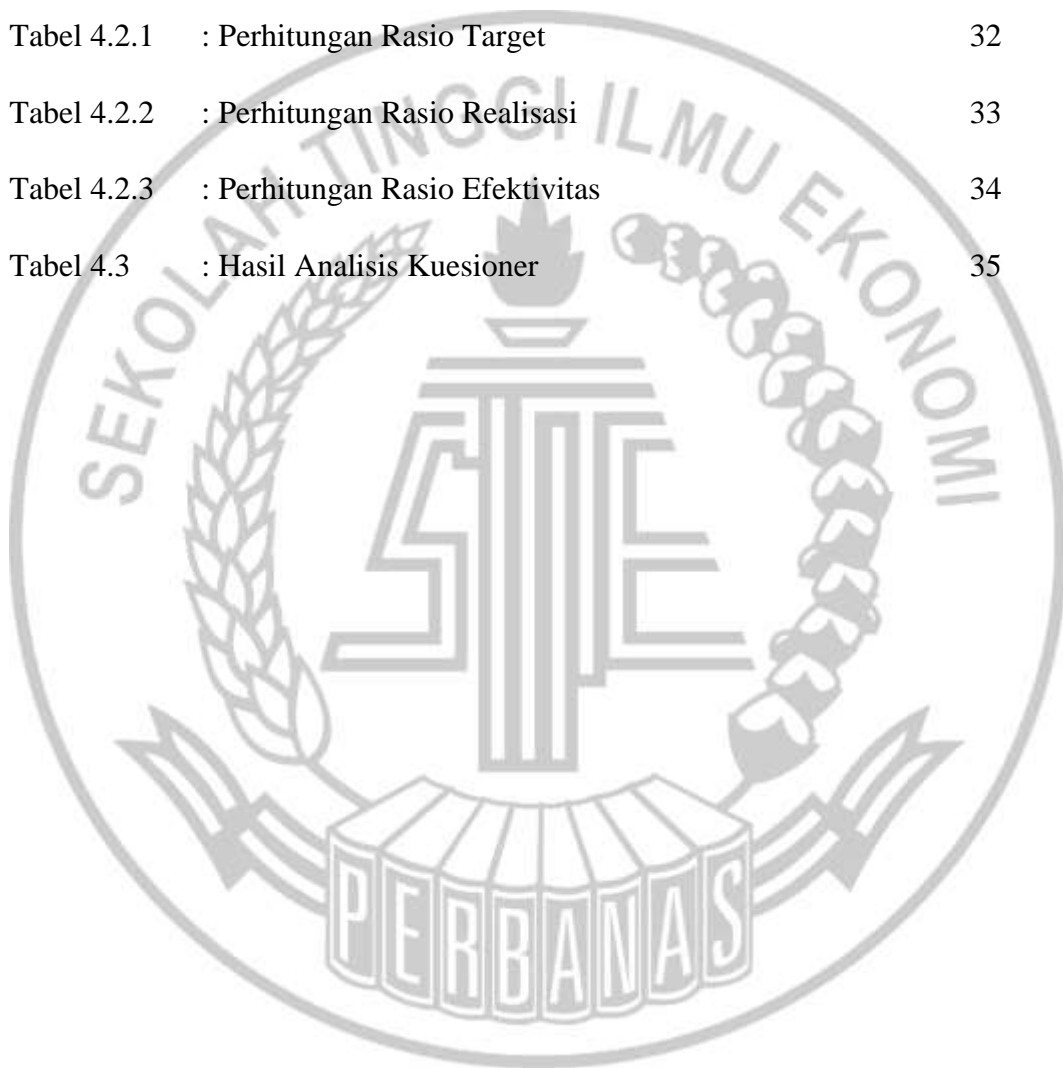 Tabel 4.2.1 : Perhitungan Rasio Target 32
Tabel 4.2.2 : Perhitungan Rasio Realisasi 33
Tabel 4.2.3 : Perhitungan Rasio Efektivitas 34
Tabel 4.3 : Hasil Analisis Kuesioner 35
SEKOLAH TINGGI ILMU EKONOMI
STIE
PERBANAS